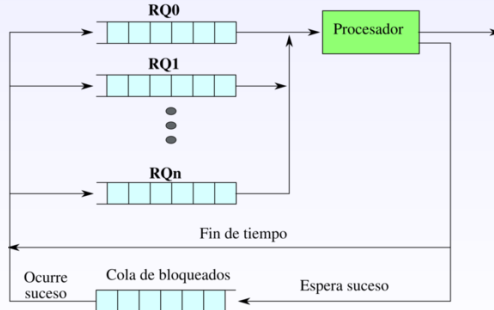 RQ0
Procesador
RQ1
RQn
Fin de tiempo
Ocurre
suceso
Cola de bloqueados
Espera suceso